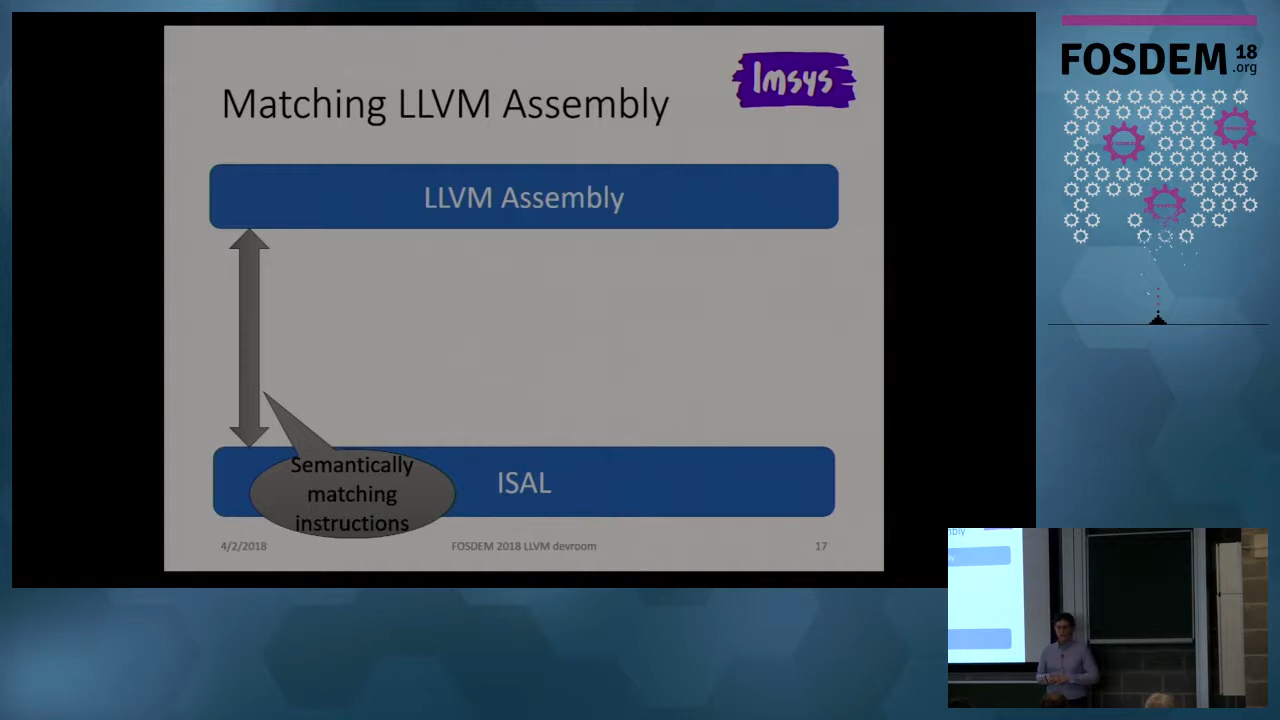 Matching LLVM Assembly
Imsys
LLVM Assembly
Semantically
matching
instructions
ISAL
4/2/2018
FOSDEM 2018 LLVM devroom
17
FOSDEM 18
.org